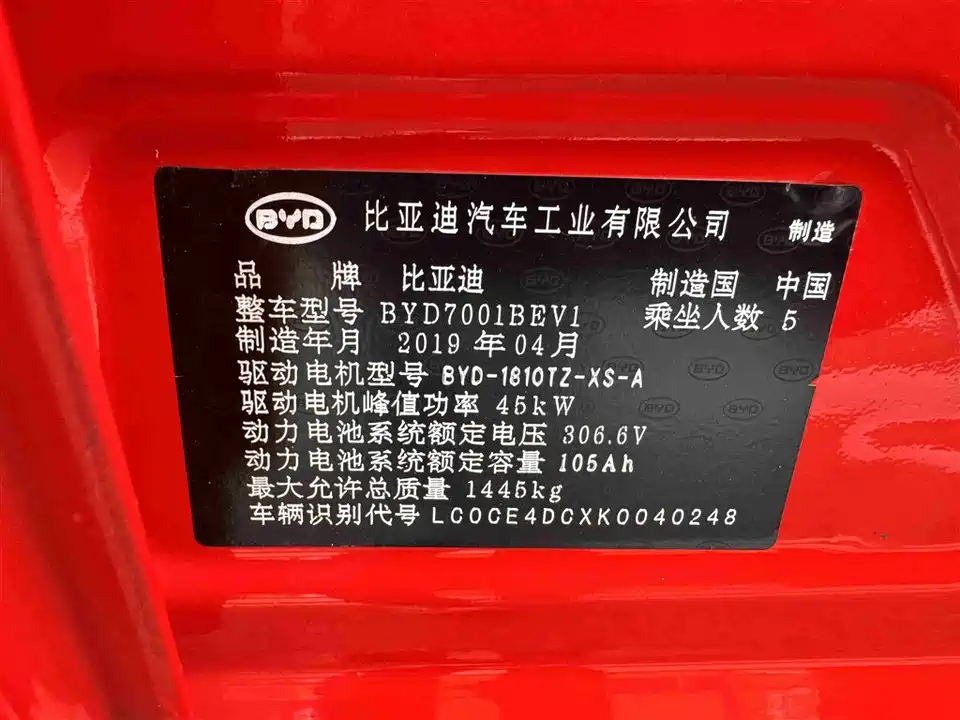 BYD 比亚迪汽车工业有限公司 制造
品 牌 比亚迪 制造国 中国
整车型号 BYD7001BEV1 乘坐人数 5
制造年月 2019 年 04 月
驱动电机型号 BYD-1810TZ-XS-A
驱动电机峰值功率 45kW
动力电池系统额定电压 306.6V
动力电池系统额定容量 105Ah
最大允许总质量 1445kg
车辆识别代号 LC0CE4DCXK0040248